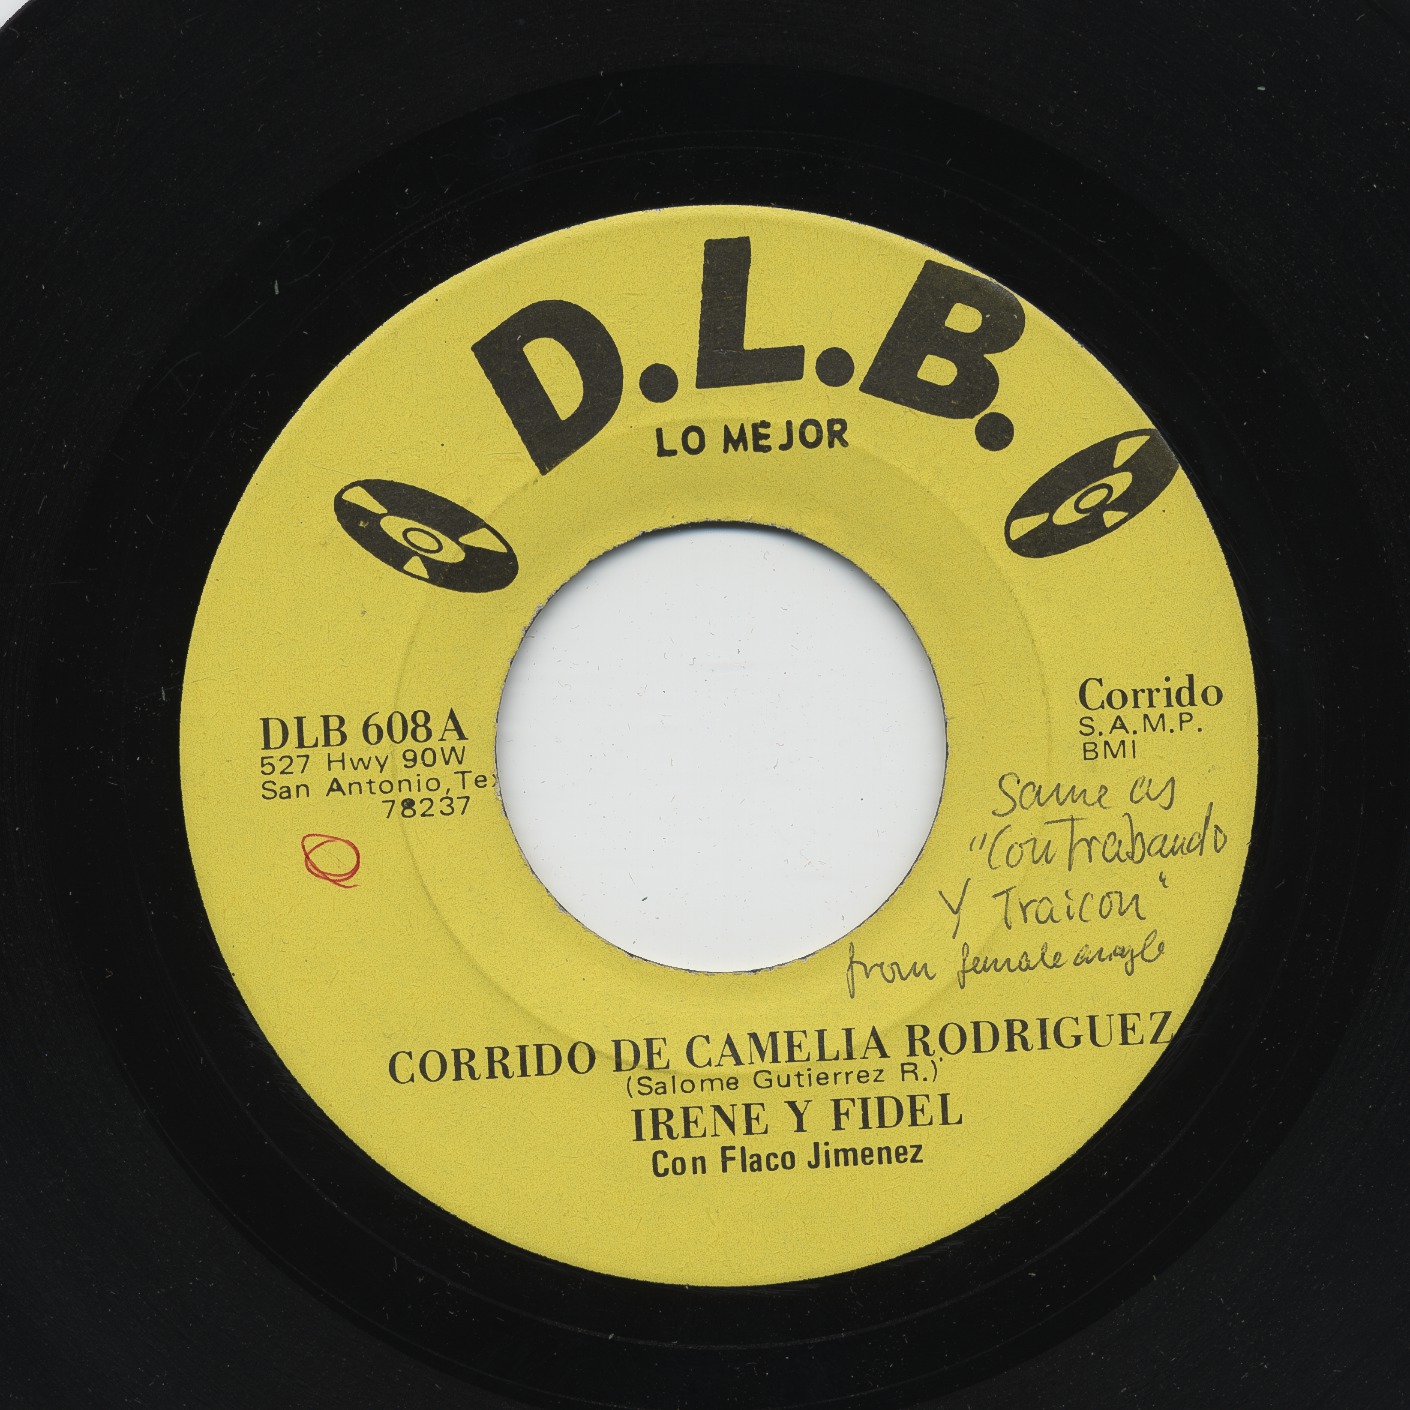 D.L.B.
LO MEJOR
DLB 608A
527 Hwy 90W
San Antonio, Tex
78237
Corrido
S.A.M.P.
BMI
Same as
"Contrabando
Y Traicon"
from female angle
CORRIDO DE CAMELIA RODRIGUEZ
(Salome Gutierrez R.)
IRENE Y FIDEL
Con Flaco Jimenez